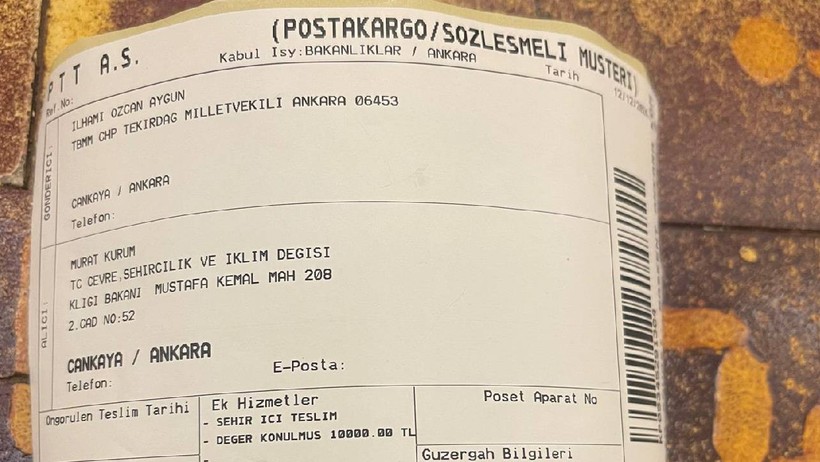 PTT A.S.
(POSTAKARGO/SOZLESMELI MUSTERI)
Kabul Isy:BAKANLIKLAR / ANKARA
Tarih
Ref.No:
GONDERICI:
ILHAMI OZCAN AYGUN
TBMM CHP TEKIRDAG MILLETVEKILI ANKARA 06453
CANKAYA / ANKARA
Telefon:
ALICI:
MURAT KURUM
TC CEVRE,SEHIRCILIK VE IKLIM DEGISI
KLIGI BAKANI MUSTAFA KEMAL MAH 208
2.CAD NO:52
CANKAYA / ANKARA
Telefon:
E-Posta:
Ongorulen Teslim Tarihi
Ek Hizmetler
- SEHIR ICI TESLIM
- DEGER KONULMUS 10000.00 TL
Poset Aparat No
Guzergah Bilgileri